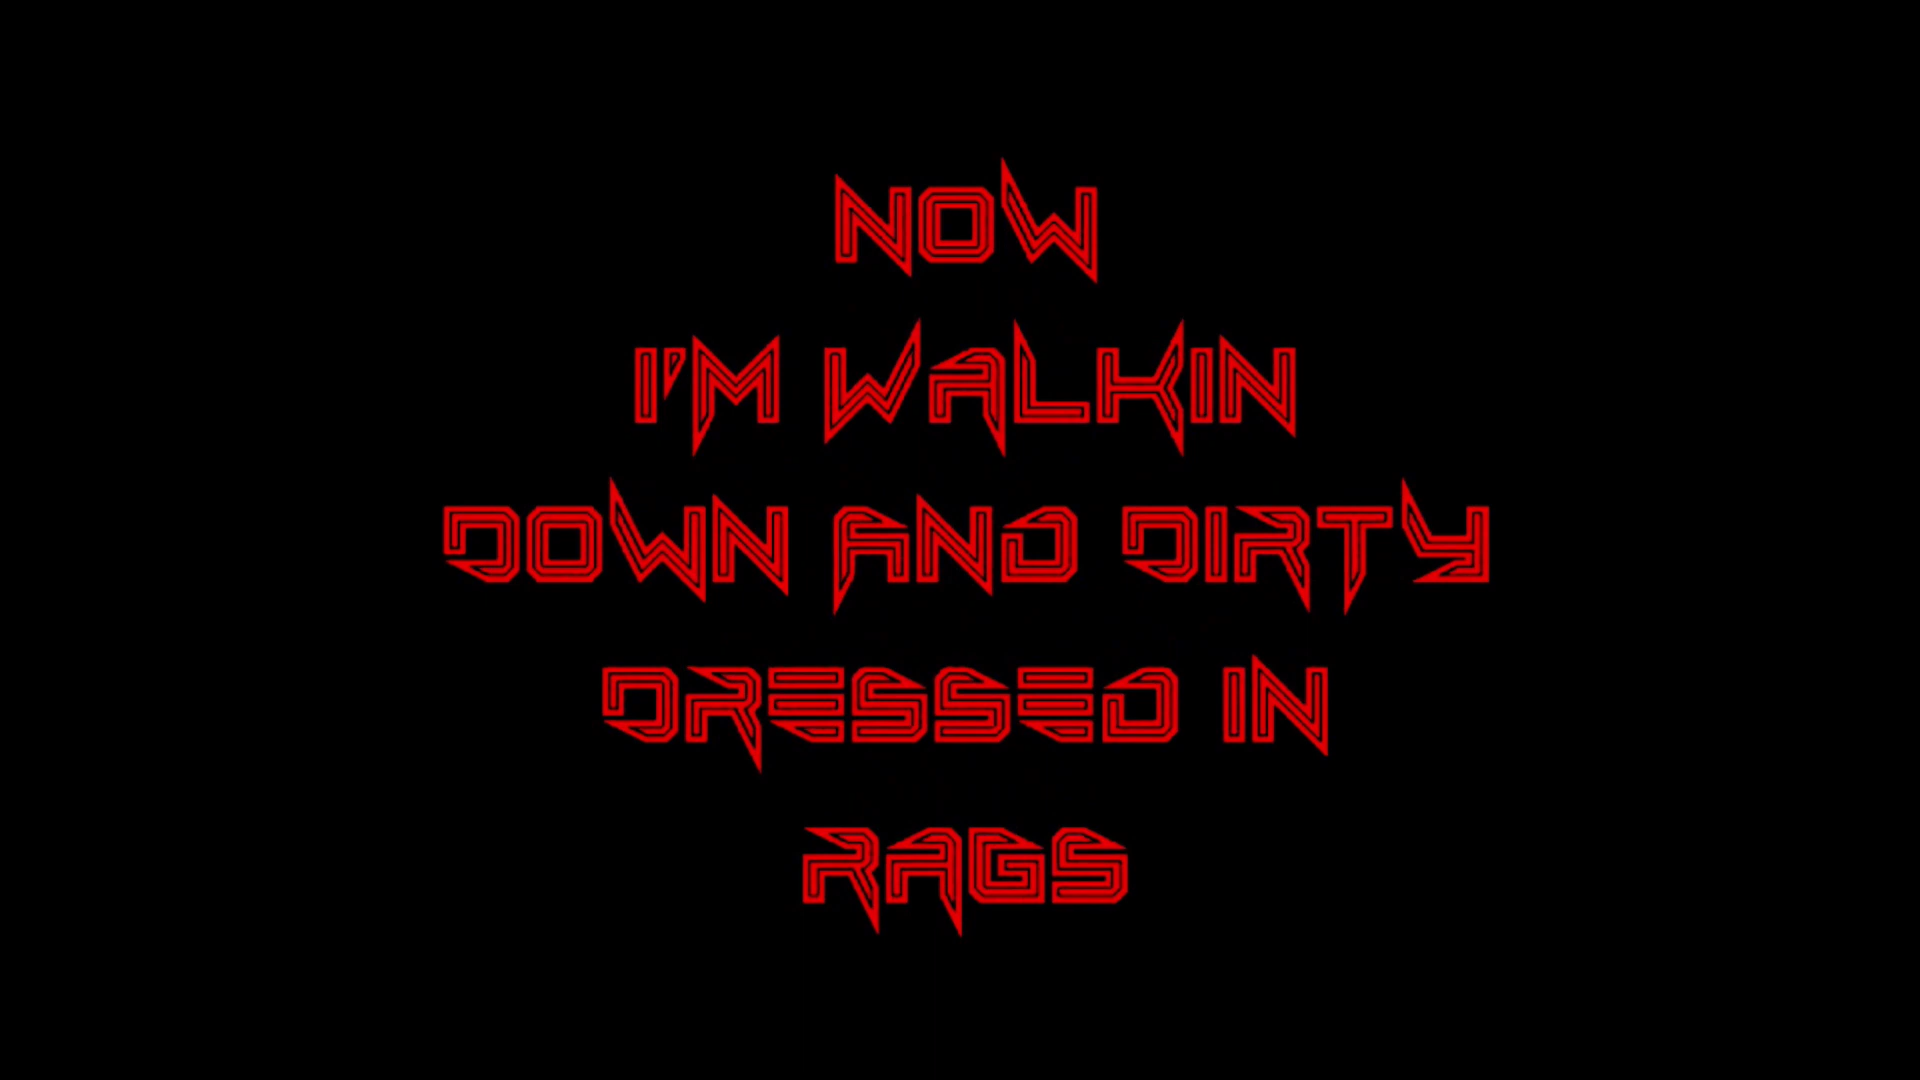 NOW
I'M WALKIN
DOWN AND DIRTY
DRESSED IN
RAGS